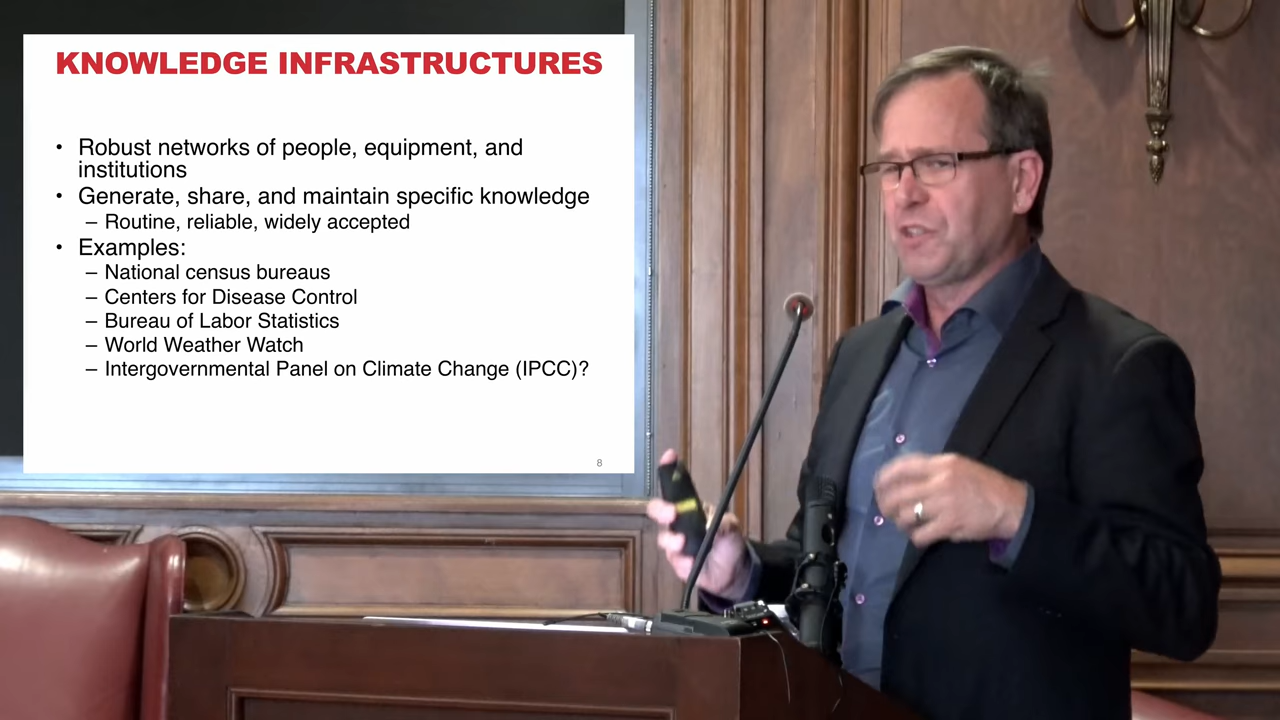 KNOWLEDGE INFRASTRUCTURES
• Robust networks of people, equipment, and
institutions
• Generate, share, and maintain specific knowledge
– Routine, reliable, widely accepted
• Examples:
– National census bureaus
– Centers for Disease Control
– Bureau of Labor Statistics
– World Weather Watch
– Intergovernmental Panel on Climate Change (IPCC)?
8